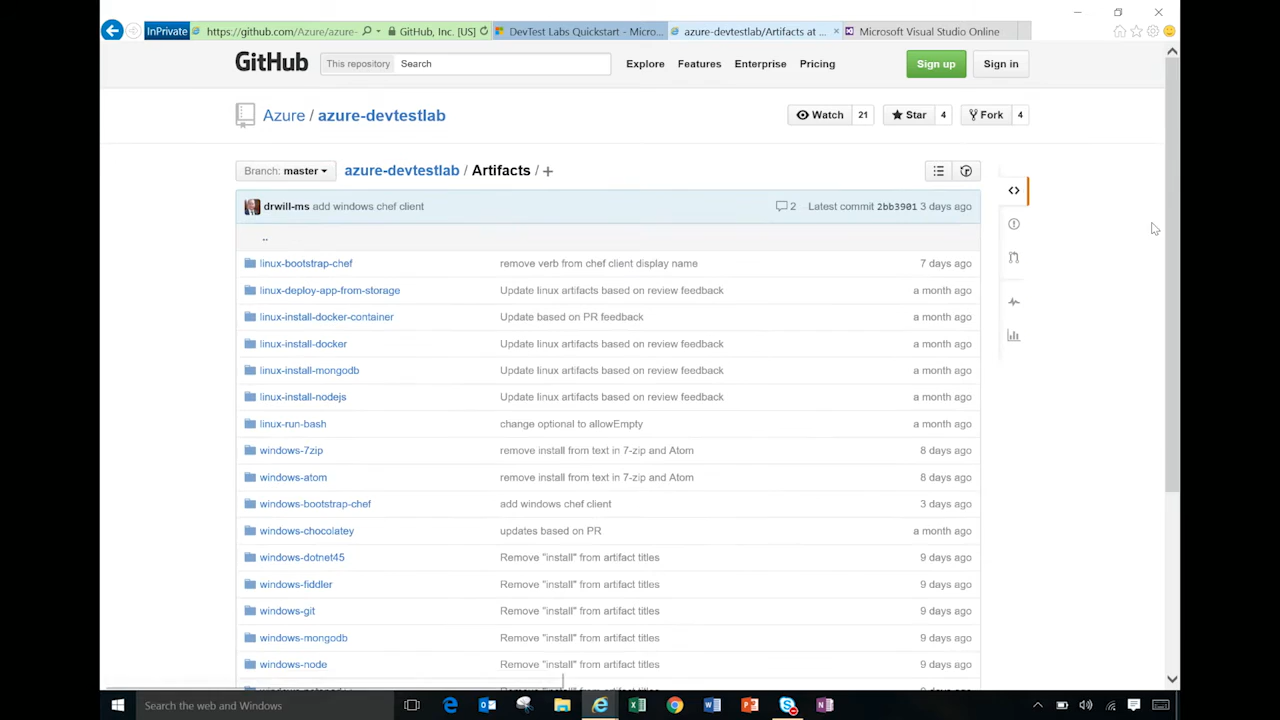 InPrivate https://github.com/Azure/azure- GitHub, Inc. [US] DevTest Labs Quickstart - Micro... azure-devtestlab/Artifacts at ... × Microsoft Visual Studio Online
GitHub This repository Search Explore Features Enterprise Pricing Sign up Sign in
Azure / azure-devtestlab Watch 21 Star 4 Fork 4
Branch: master azure-devtestlab / Artifacts / +
drwill-ms add windows chef client 2 Latest commit 2bb3901 3 days ago
..
linux-bootstrap-chef remove verb from chef client display name 7 days ago
linux-deploy-app-from-storage Update linux artifacts based on review feedback a month ago
linux-install-docker-container Update based on PR feedback a month ago
linux-install-docker Update linux artifacts based on review feedback a month ago
linux-install-mongodb Update linux artifacts based on review feedback a month ago
linux-install-nodejs Update linux artifacts based on review feedback a month ago
linux-run-bash change optional to allowEmpty a month ago
windows-7zip remove install from text in 7-zip and Atom 8 days ago
windows-atom remove install from text in 7-zip and Atom 8 days ago
windows-bootstrap-chef add windows chef client 3 days ago
windows-chocolatey updates based on PR a month ago
windows-dotnet45 Remove "install" from artifact titles 9 days ago
windows-fiddler Remove "install" from artifact titles 9 days ago
windows-git Remove "install" from artifact titles 9 days ago
windows-mongodb Remove "install" from artifact titles 9 days ago
windows-node Remove "install" from artifact titles 9 days ago
Search the web and Windows